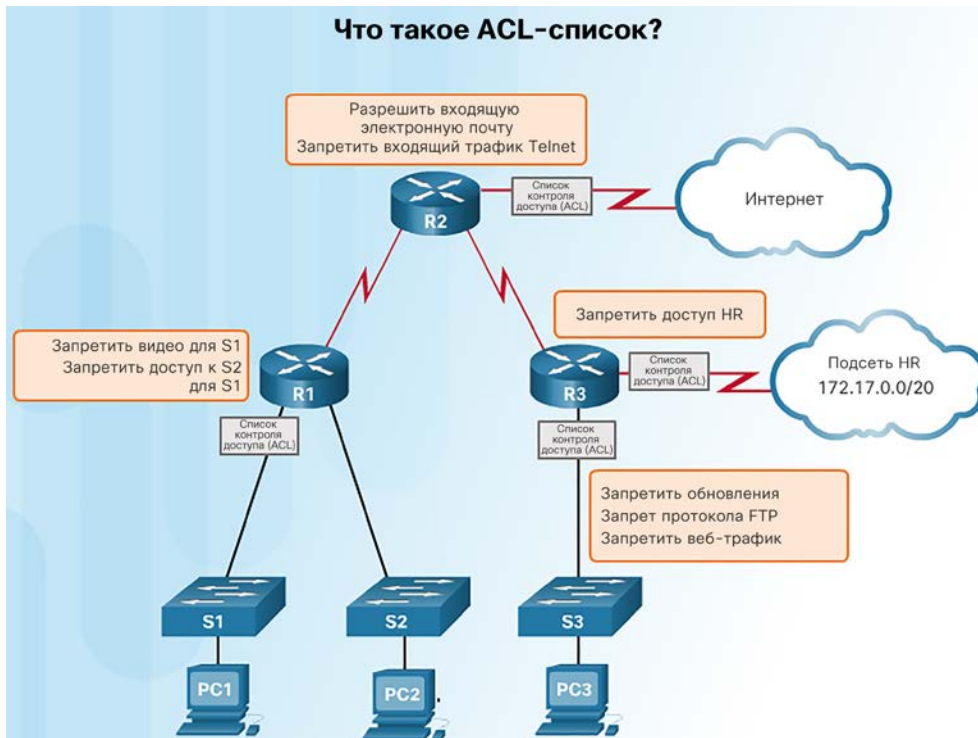 Что такое ACL-список?
Разрешить входящую
электронную почту
Запретить входящий трафик Telnet
Список
контроля
доступа (ACL)
Интернет
R2
Запретить доступ HR
Запретить видео для S1
Запретить доступ к S2
для S1
Список
контроля
доступа (ACL)
Подсеть HR
172.17.0.0/20
R1
R3
Список
контроля
доступа (ACL)
Список
контроля
доступа (ACL)
Запретить обновления
Запрет протокола FTP
Запретить веб-трафик
S1
S2
S3
PC1
PC2
PC3